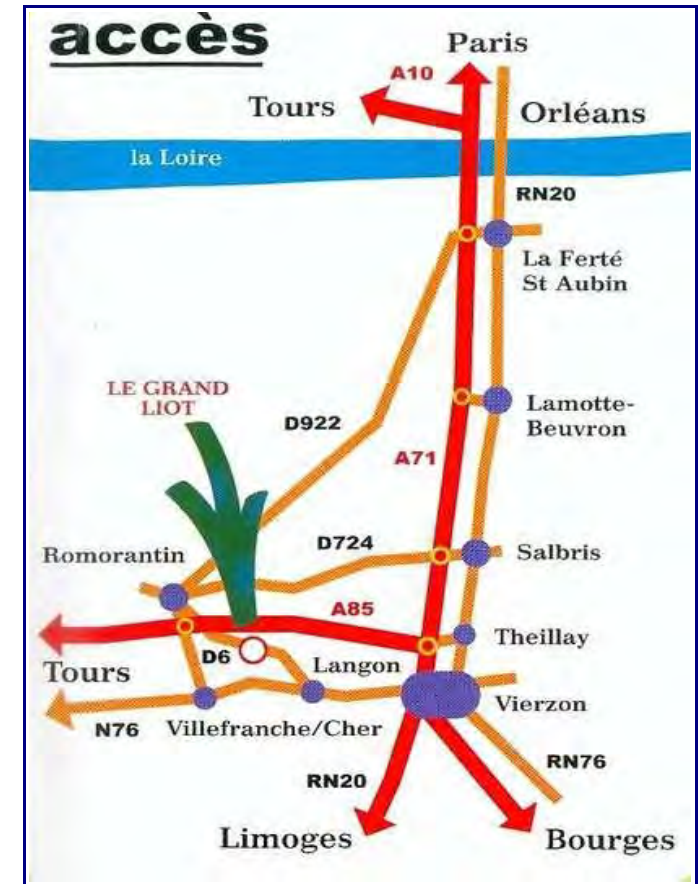 accès
Paris
A10
Tours
Orléans
la Loire
RN20
La Ferté
St Aubin
LE GRAND
LIOT
D922
Lamotte-
Beuvron
A71
D724
Salbris
Romorantin
A85
Theillay
D6
Langon
Tours
Vierzon
N76
Villefranche/Cher
RN76
RN20
Limoges
Bourges